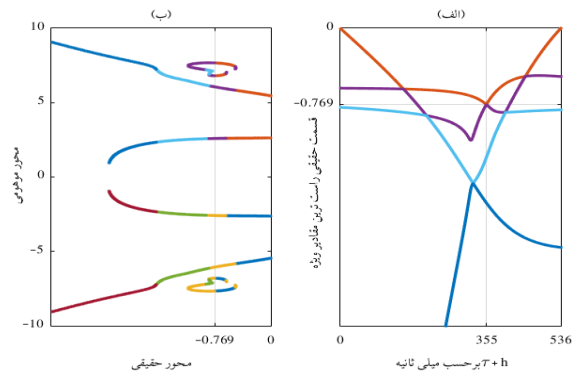 (ب)
(الف)
10
5
0
-5
-10
محور موهومی
-0.769
0
محور حقیقی
0
-0.769
قسمت حقیقی راست ترین مقادیر ویژه
0
355
536
τ + h برحسب میلی ثانیه